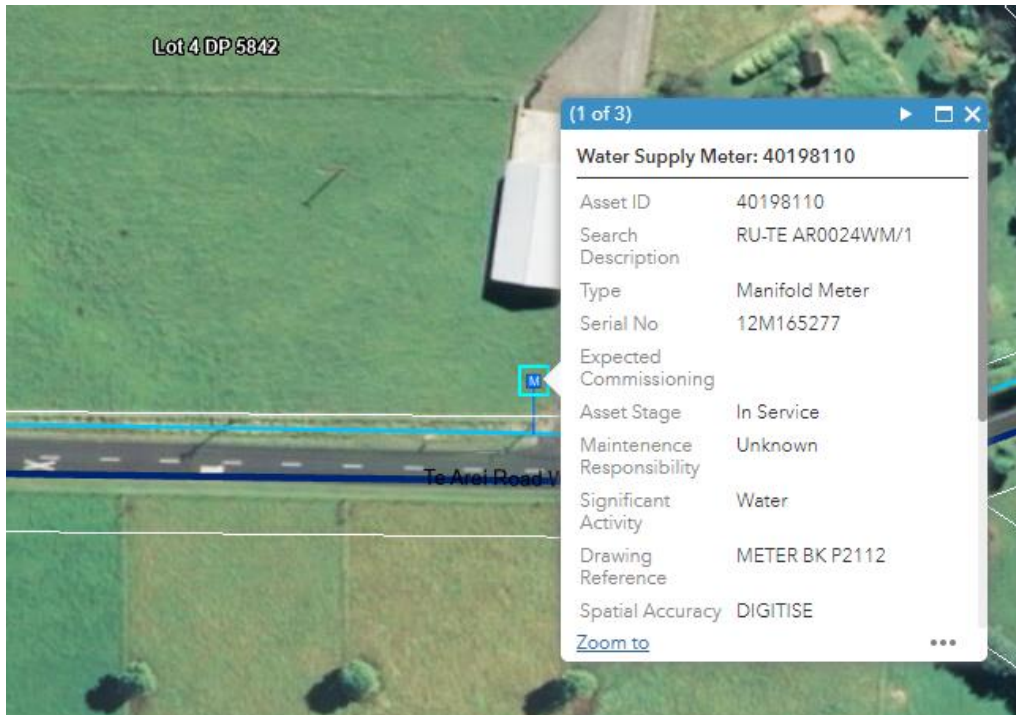 Lot 4 DP 5842
(1 of 3)
Water Supply Meter: 40198110
Asset ID 40198110
Search Description RU-TE AR0024WM/1
Type Manifold Meter
Serial No 12M165277
Expected Commissioning
Asset Stage In Service
Maintenence Responsibility Unknown
Significant Activity Water
Drawing Reference METER BK P2112
Spatial Accuracy DIGITISE
Zoom to
M
Te Arei Road W